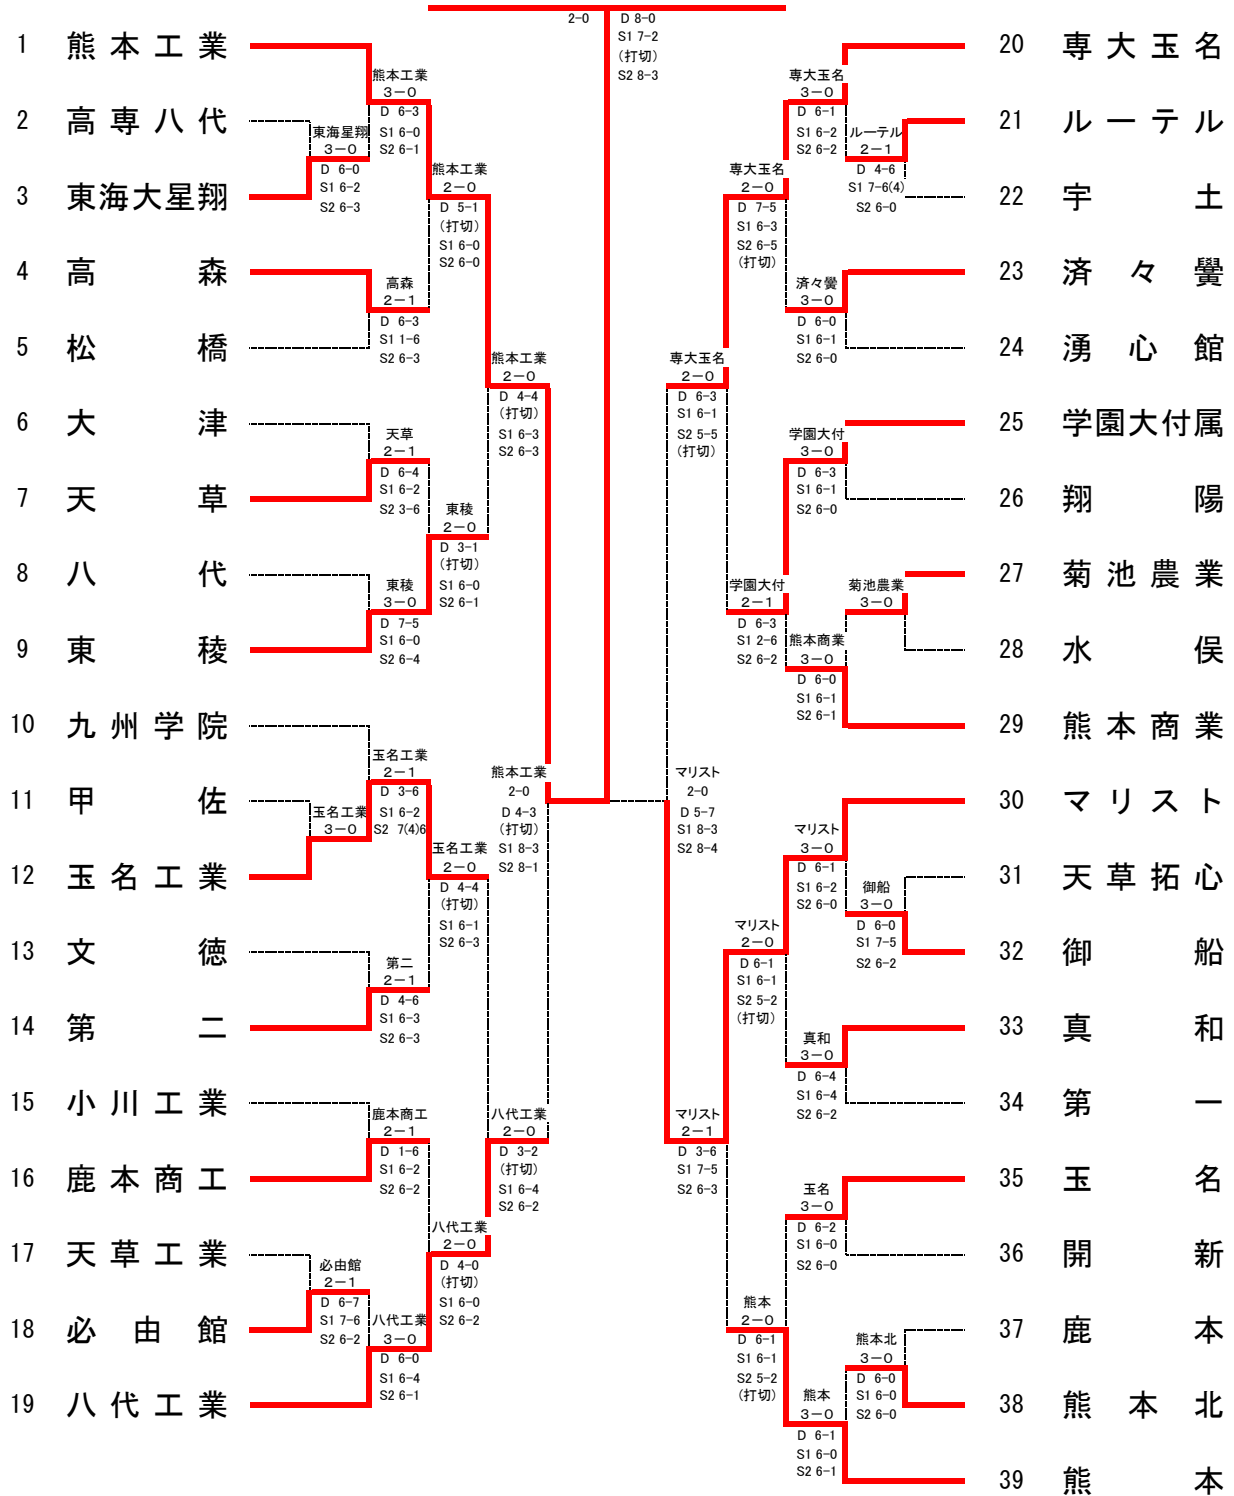 2-0
D 8-0
S1 7-2
(打切)
S2 8-3
1 熊本工業
2 高専八代
3 東海大星翔
4 高森
5 松橋
6 大津
7 天草
8 八代
9 東稜
10 九州学院
11 甲佐
12 玉名工業
13 文徳
14 第二
15 小川工業
16 鹿本商工
17 天草工業
18 必由館
19 八代工業
東海星翔
3-0
D 6-0
S1 6-2
S2 6-3
玉名工業
3-0
必由館
2-1
D 6-7
S1 7-6
S2 6-2
熊本工業
3-0
D 6-3
S1 6-0
S2 6-1
高森
2-1
D 6-3
S1 1-6
S2 6-3
天草
2-1
D 6-4
S1 6-2
S2 3-6
東稜
3-0
D 7-5
S1 6-0
S2 6-4
玉名工業
2-1
D 3-6
S1 6-2
S2 7(4)6
第二
2-1
D 4-6
S1 6-3
S2 6-3
鹿本商工
2-1
D 1-6
S1 6-2
S2 6-2
八代工業
3-0
D 6-0
S1 6-4
S2 6-1
熊本工業
2-0
D 5-1
(打切)
S1 6-0
S2 6-0
東稜
2-0
D 3-1
(打切)
S1 6-0
S2 6-1
玉名工業
2-0
D 4-4
(打切)
S1 6-1
S2 6-3
八代工業
2-0
D 4-0
(打切)
S1 6-0
S2 6-2
熊本工業
2-0
D 4-4
(打切)
S1 6-3
S2 6-3
八代工業
2-0
D 3-2
(打切)
S1 6-4
S2 6-2
熊本工業
2-0
D 4-3
(打切)
S1 8-3
S2 8-1
マリスト
2-0
D 5-7
S1 8-3
S2 8-4
専大玉名
2-0
D 6-3
S1 6-1
S2 5-5
(打切)
マリスト
2-1
D 3-6
S1 7-5
S2 6-3
専大玉名
2-0
D 7-5
S1 6-3
S2 6-5
(打切)
学園大付
2-1
D 6-3
S1 2-6
S2 6-2
マリスト
2-0
D 6-1
S1 6-1
S2 5-2
(打切)
熊本
2-0
D 6-1
S1 6-1
S2 5-2
(打切)
専大玉名
3-0
D 6-1
S1 6-2
S2 6-2
済々黌
3-0
D 6-0
S1 6-1
S2 6-0
学園大付
3-0
D 6-3
S1 6-1
S2 6-0
熊本商業
3-0
D 6-0
S1 6-1
S2 6-1
マリスト
3-0
D 6-1
S1 6-2
S2 6-0
真和
3-0
D 6-4
S1 6-4
S2 6-2
玉名
3-0
D 6-2
S1 6-0
S2 6-0
熊本
3-0
D 6-1
S1 6-0
S2 6-1
ルーテル
2-1
D 4-6
S1 7-6(4)
S2 6-0
菊池農業
3-0
御船
3-0
D 6-0
S1 7-5
S2 6-2
熊本北
3-0
D 6-0
S1 6-0
S2 6-0
20 専大玉名
21 ルーテル
22 宇土
23 済々黌
24 湧心館
25 学園大付属
26 翔陽
27 菊池農業
28 水俣
29 熊本商業
30 マリスト
31 天草拓心
32 御船
33 真和
34 第一
35 玉名
36 開新
37 鹿本
38 熊本北
39 熊本